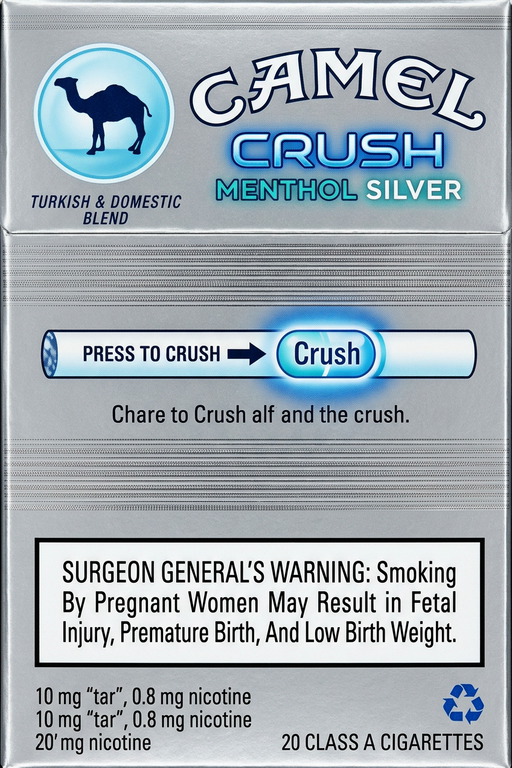 CAMEL
CRUSH
MENTHOL SILVER
TURKISH & DOMESTIC
BLEND
PRESS TO CRUSH
Crush
Chare to Crush alf and the crush.
SURGEON GENERAL'S WARNING: Smoking
By Pregnant Women May Result in Fetal
Injury, Premature Birth, And Low Birth Weight.
10 mg “tar”, 0.8 mg nicotine
10 mg “tar”, 0.8 mg nicotine
20' mg nicotine
20 CLASS A CIGARETTES